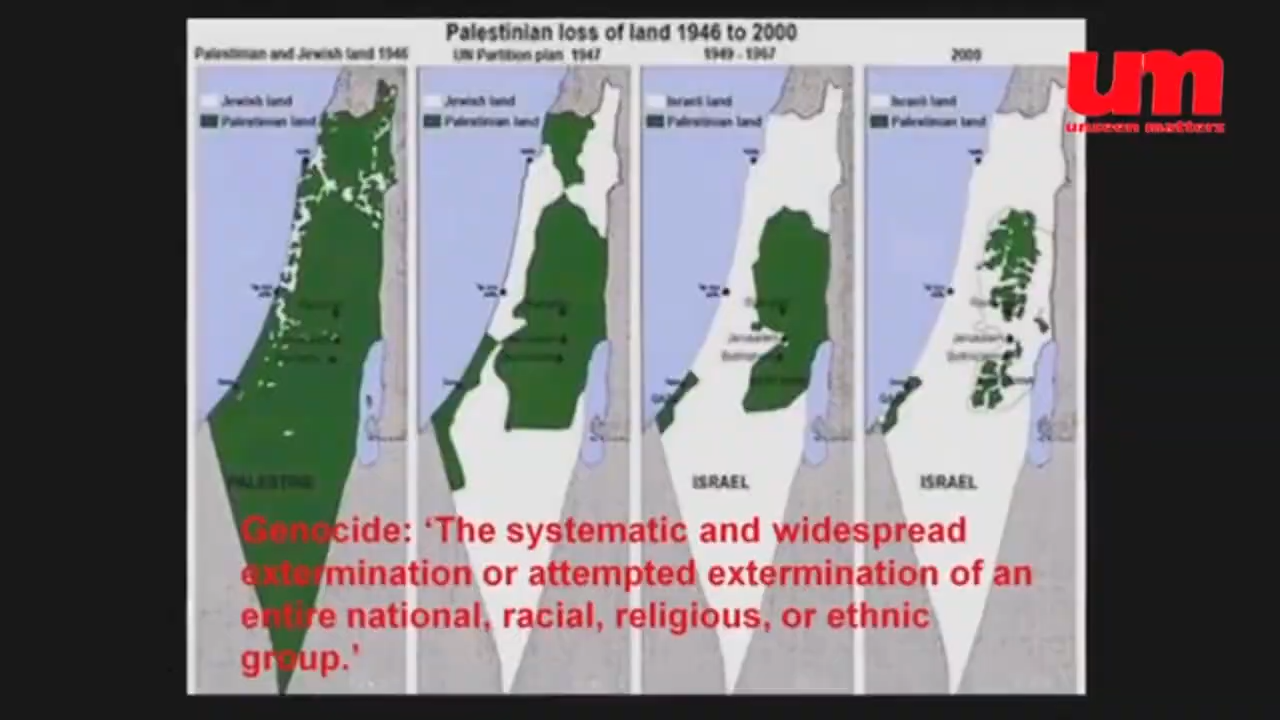 Palestinian loss of land 1946 to 2000
Palestinian and Jewish land 1946
UN Partition plan 1947
1949 - 1967
2000
Jewish land
Palestinian land
Jewish land
Palestinian land
Israeli land
Palestinian land
Israeli land
Palestinian land
um
unseen matters
Jerusalem
Jerusalem
PALESTINE
ISRAEL
ISRAEL
Genocide: ‘The systematic and widespread
extermination or attempted extermination of an
entire national, racial, religious, or ethnic
group.’